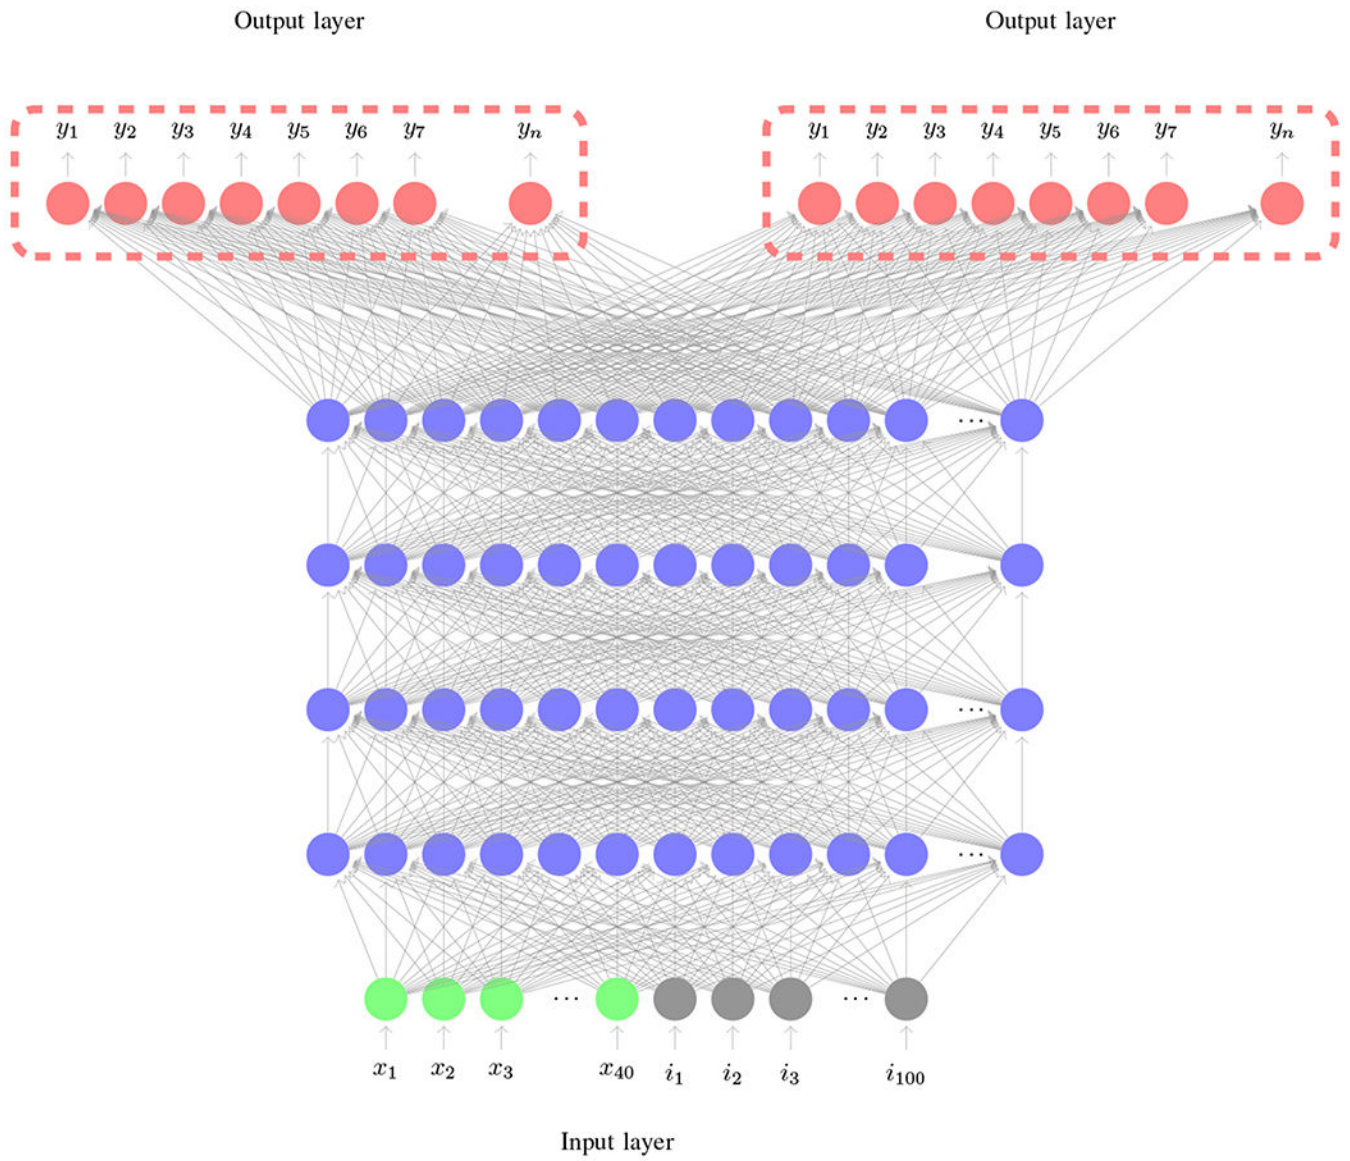 Output layer Output layer
y1 y2 y3 y4 y5 y6 y7 yn y1 y2 y3 y4 y5 y6 y7 yn
...
...
...
...
... ...
x1 x2 x3 x40 i1 i2 i3 i100
Input layer